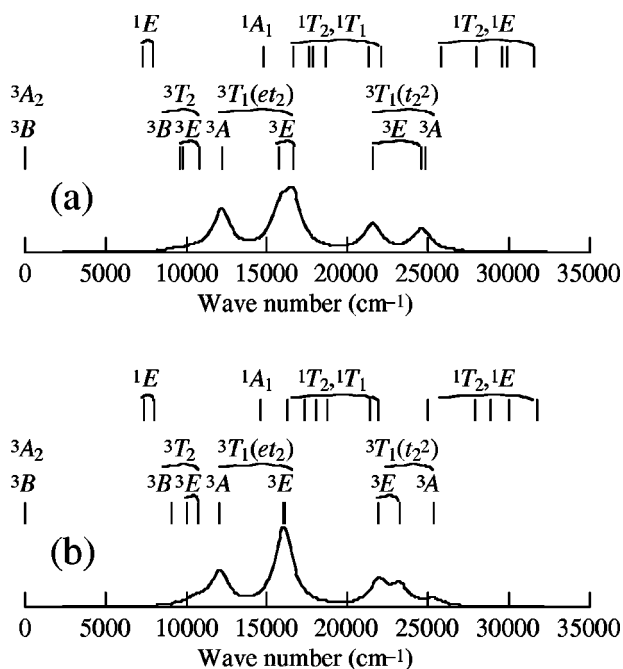 ¹E ¹A₁ ¹T₂,¹T₁ ¹T₂,¹E
³A₂ ³T₂ ³T₁(et₂) ³T₁(t₂²)
³B ³B ³E ³A ³E ³E ³A
(a)
0 5000 10000 15000 20000 25000 30000 35000
Wave number (cm⁻¹)
¹E ¹A₁ ¹T₂,¹T₁ ¹T₂,¹E
³A₂ ³T₂ ³T₁(et₂) ³T₁(t₂²)
³B ³B ³E ³A ³E ³E ³A
(b)
0 5000 10000 15000 20000 25000 30000 35000
Wave number (cm⁻¹)